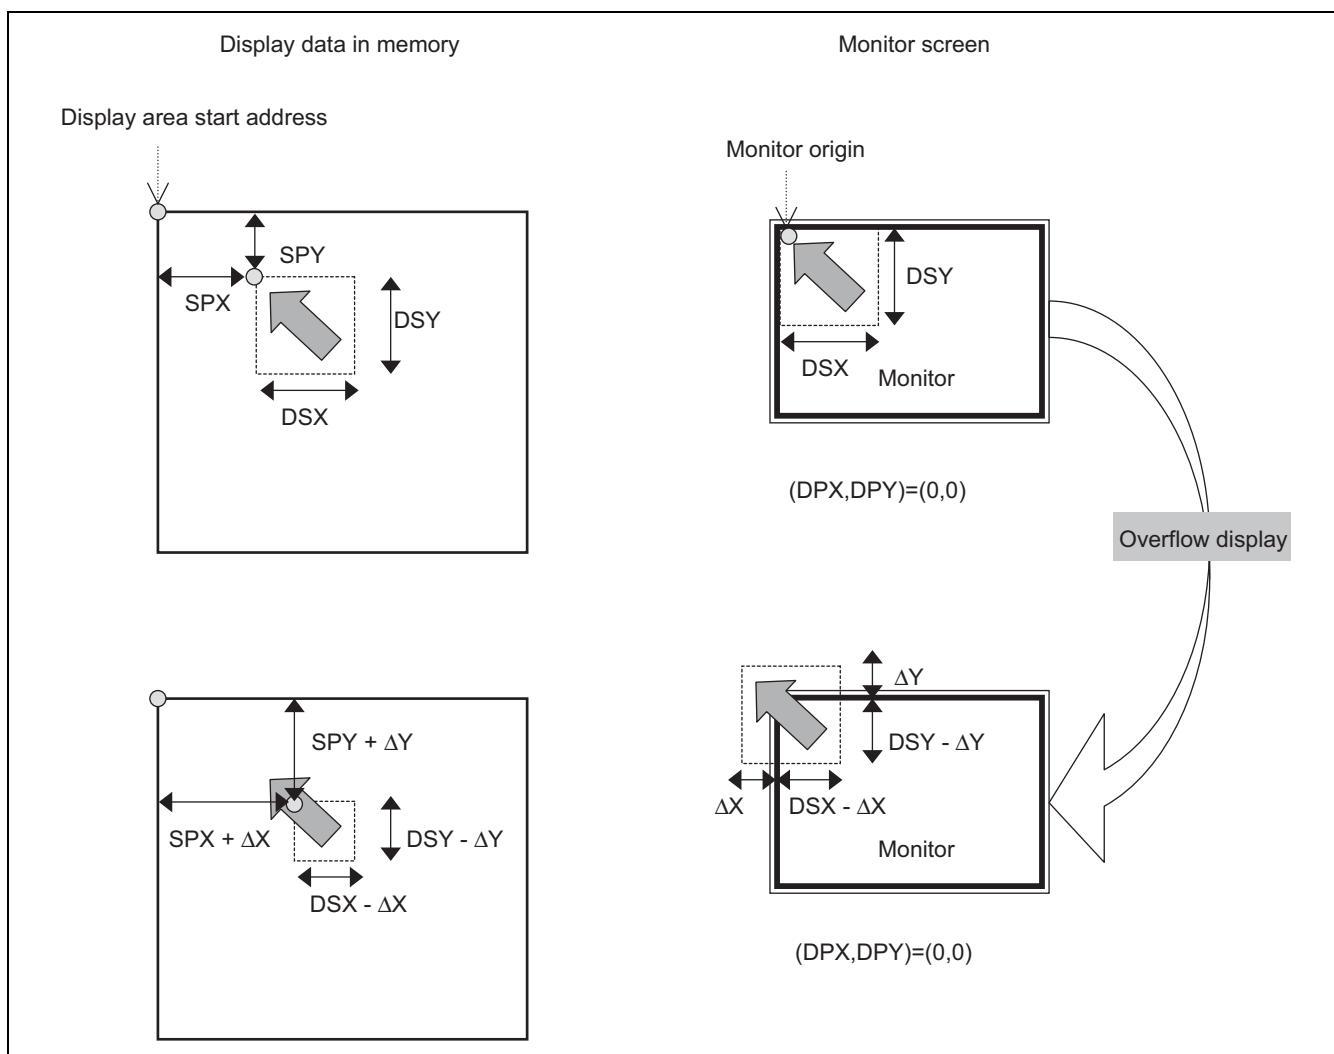 Display data in memory
Monitor screen
Display area start address
Monitor origin
SPY
SPX
DSY
DSX
DSY
DSX
Monitor
(DPX,DPY)=(0,0)
Overflow display
SPY + ΔY
SPX + ΔX
DSY - ΔY
DSX - ΔX
ΔY
DSY - ΔY
ΔX
DSX - ΔX
Monitor
(DPX,DPY)=(0,0)